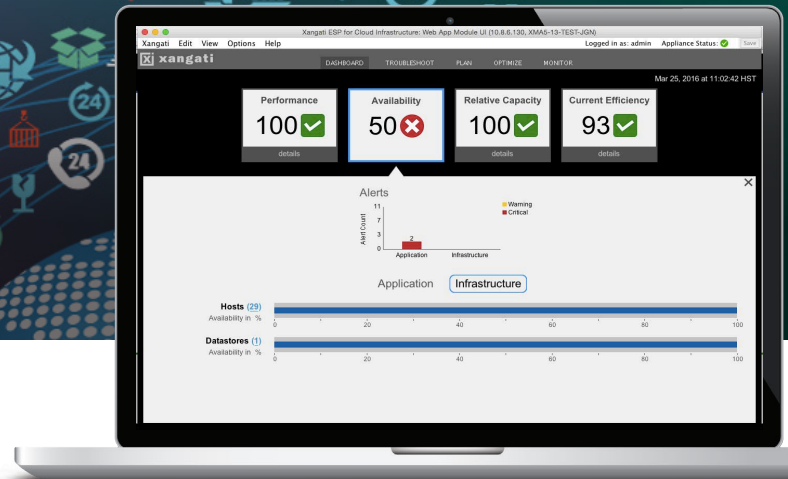 Xangati ESP for Cloud Infrastructure: Web App Module UI (10.8.6.130, XMA5-13-TEST-JGN)
Xangati Edit View Options Help Logged in as: admin Appliance Status: Save
xangati DASHBOARD TROUBLESHOOT PLAN OPTIMIZE MONITOR
Mar 25, 2016 at 11:02:42 HST
Performance Availability Relative Capacity Current Efficiency
100 50 100 93
details details details
24
24
Alerts
Warning
Critical
Alert Count
11
7
3
0
2
Application Infrastructure
Application Infrastructure
Hosts (29)
Availability in %
0 20 40 60 80 100
Datastores (1)
Availability in %
0 20 40 60 80 100